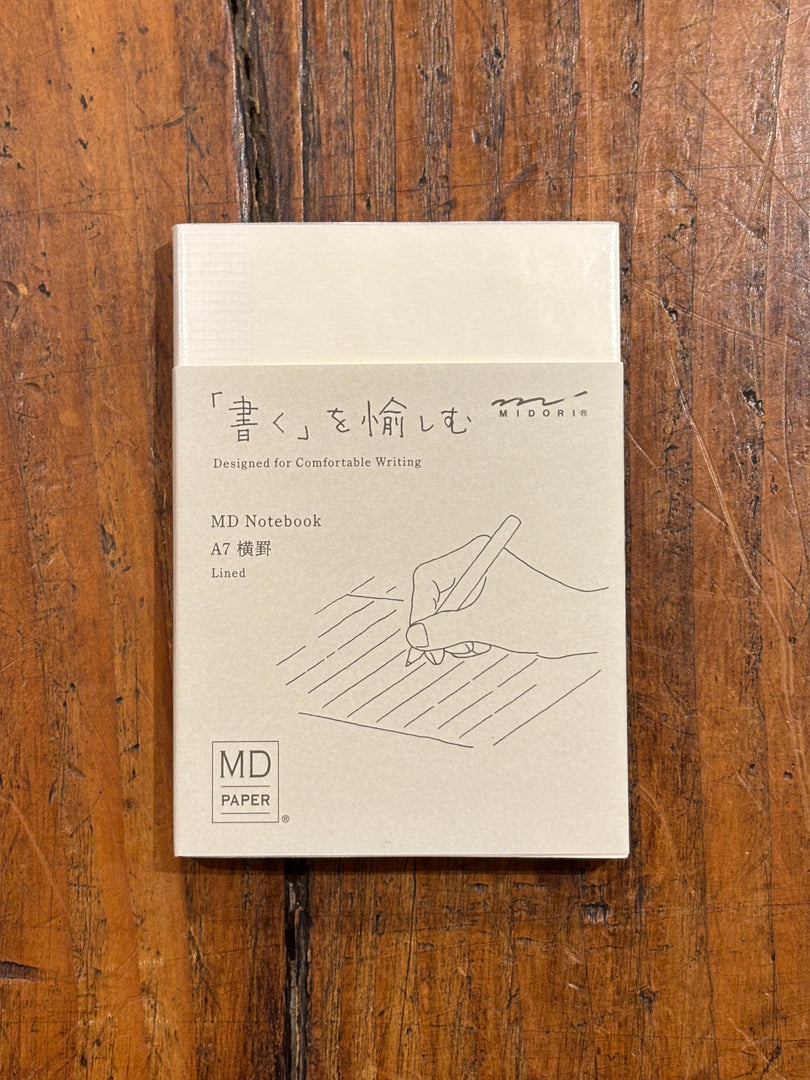 「書く」を愉しむ
MIDORI®
Designed for Comfortable Writing
MD Notebook
A7 横罫
Lined
MD
PAPER
®